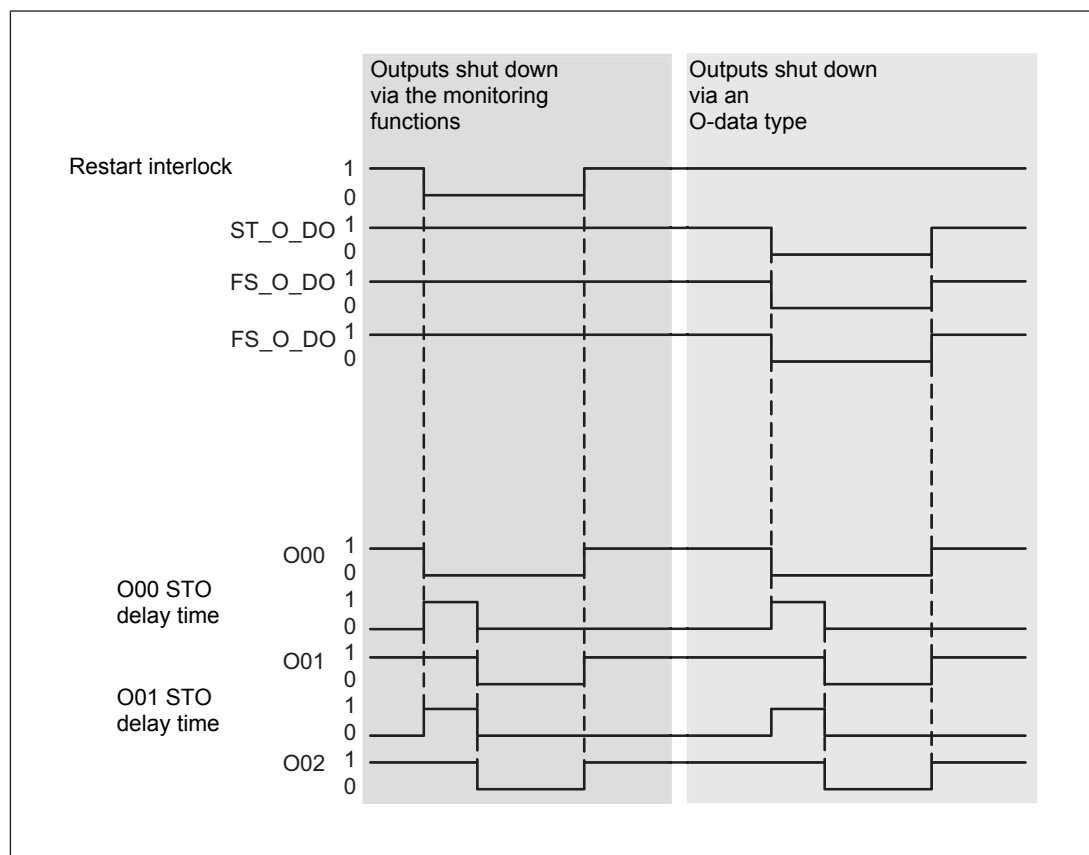 Outputs shut down
via the monitoring
functions
Outputs shut down
via an
O-data type
Restart interlock 1
0
ST_O_DO 1
0
FS_O_DO 1
0
FS_O_DO 1
0
O00 1
0
O00 STO
delay time
1
0
O01 1
0
O01 STO
delay time
1
0
O02 1
0